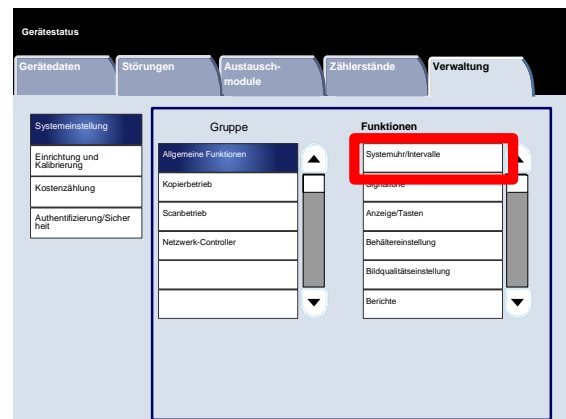 Gerätestatus
Gerätedaten
Störungen
Austausch-
module
Zählerstände
Verwaltung
Systemeinstellung
Einrichtung und
Kalibrierung
Kostenzählung
Authentifizierung/Sicher
heit
Gruppe
Allgemeine Funktionen
Kopierbetrieb
Scanbetrieb
Netzwerk-Controller
Funktionen
Systemuhr/Intervalle
Signaltöne
Anzeige/Tasten
Behältereinstellung
Bildqualitätseinstellung
Berichte